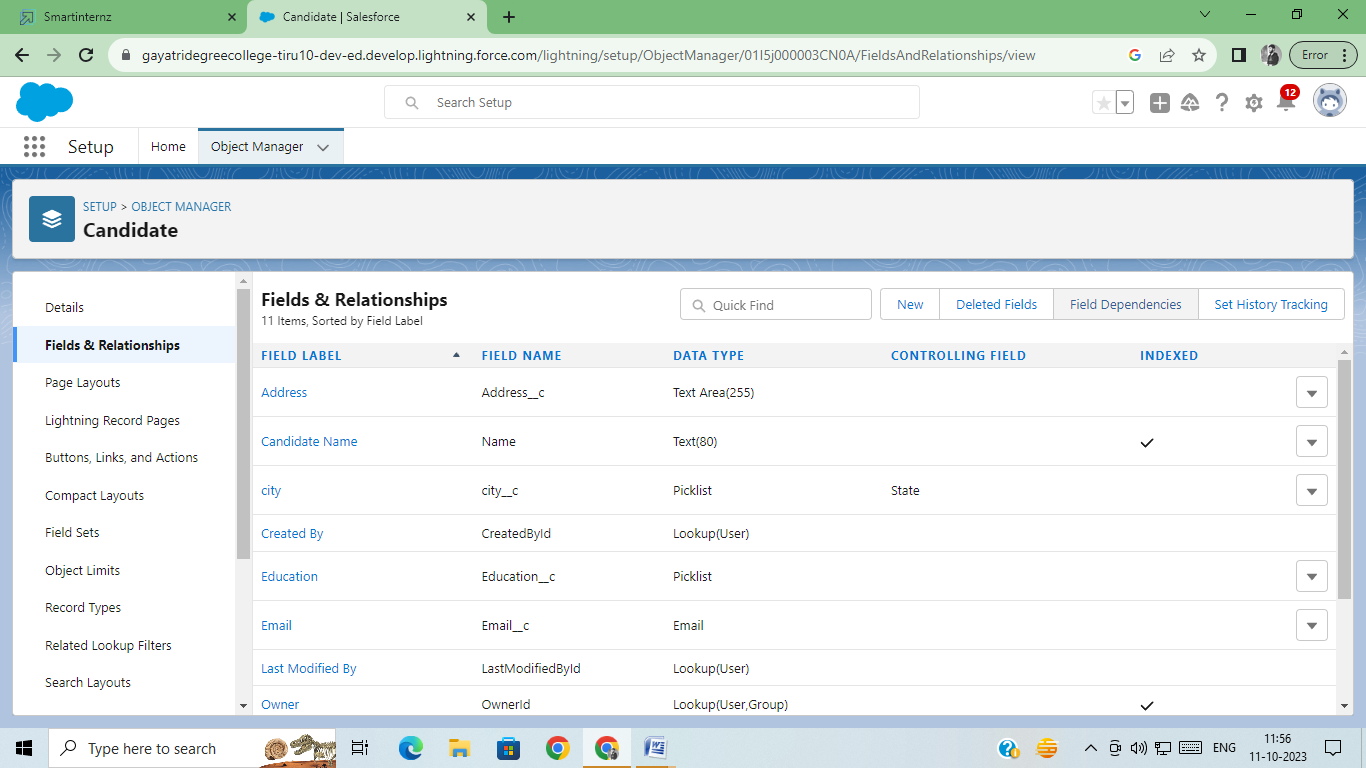 Smartinternz
Candidate | Salesforce
gayatridegreecollege-tiru10-dev-ed.develop.lightning.force.com/lightning/setup/ObjectManager/01I5j000003CN0A/FieldsAndRelationships/view
Error
Search Setup
12
Setup
Home
Object Manager
SETUP > OBJECT MANAGER
Candidate
Details
Fields & Relationships
Page Layouts
Lightning Record Pages
Buttons, Links, and Actions
Compact Layouts
Field Sets
Object Limits
Record Types
Related Lookup Filters
Search Layouts
Fields & Relationships
11 Items, Sorted by Field Label
Quick Find
New
Deleted Fields
Field Dependencies
Set History Tracking
FIELD LABEL FIELD NAME DATA TYPE CONTROLLING FIELD INDEXED
Address Address__c Text Area(255)
Candidate Name Name Text(80)
city city__c Picklist State
Created By CreatedById Lookup(User)
Education Education__c Picklist
Email Email__c Email
Last Modified By LastModifiedById Lookup(User)
Owner OwnerId Lookup(User,Group)
Type here to search
ENG
11:56
11-10-2023